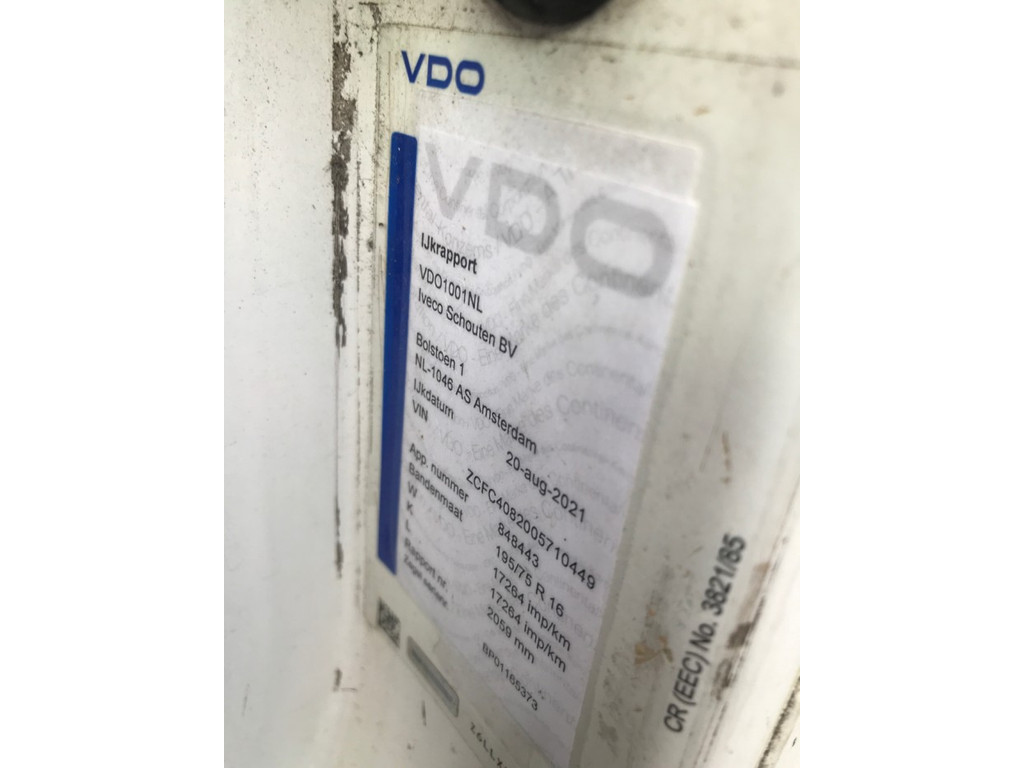 VDO
VDO
IJkrapport
VDO1001NL
Iveco Schouten BV
Bolstoen 1
NL-1046 AS Amsterdam
IJkdatum 20-aug-2021
VIN ZCFC4082005710449
App. nummer 848443
Bandenmaat 195/75 R 16
W 17264 imp/km
K 17264 imp/km
L 2059 mm
Rapport nr.
BP01165373
CR (EEC) No. 3821/85